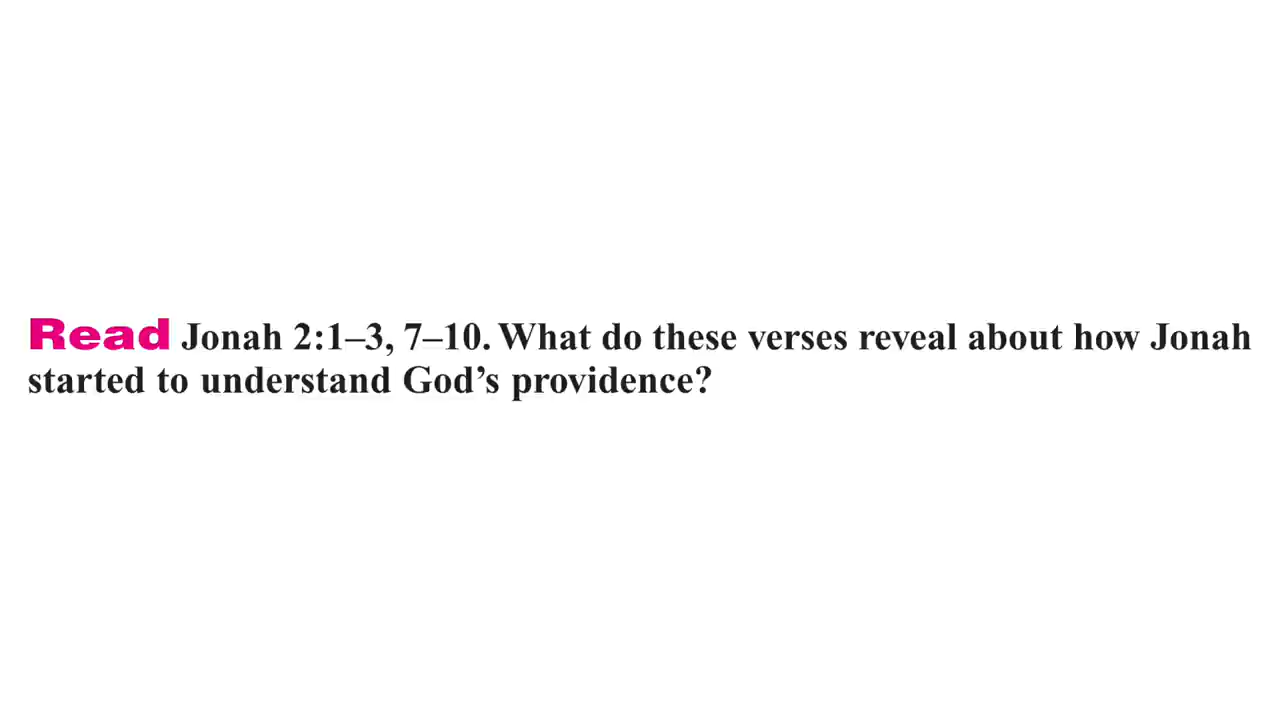 Read Jonah 2:1–3, 7–10. What do these verses reveal about how Jonah
started to understand God’s providence?